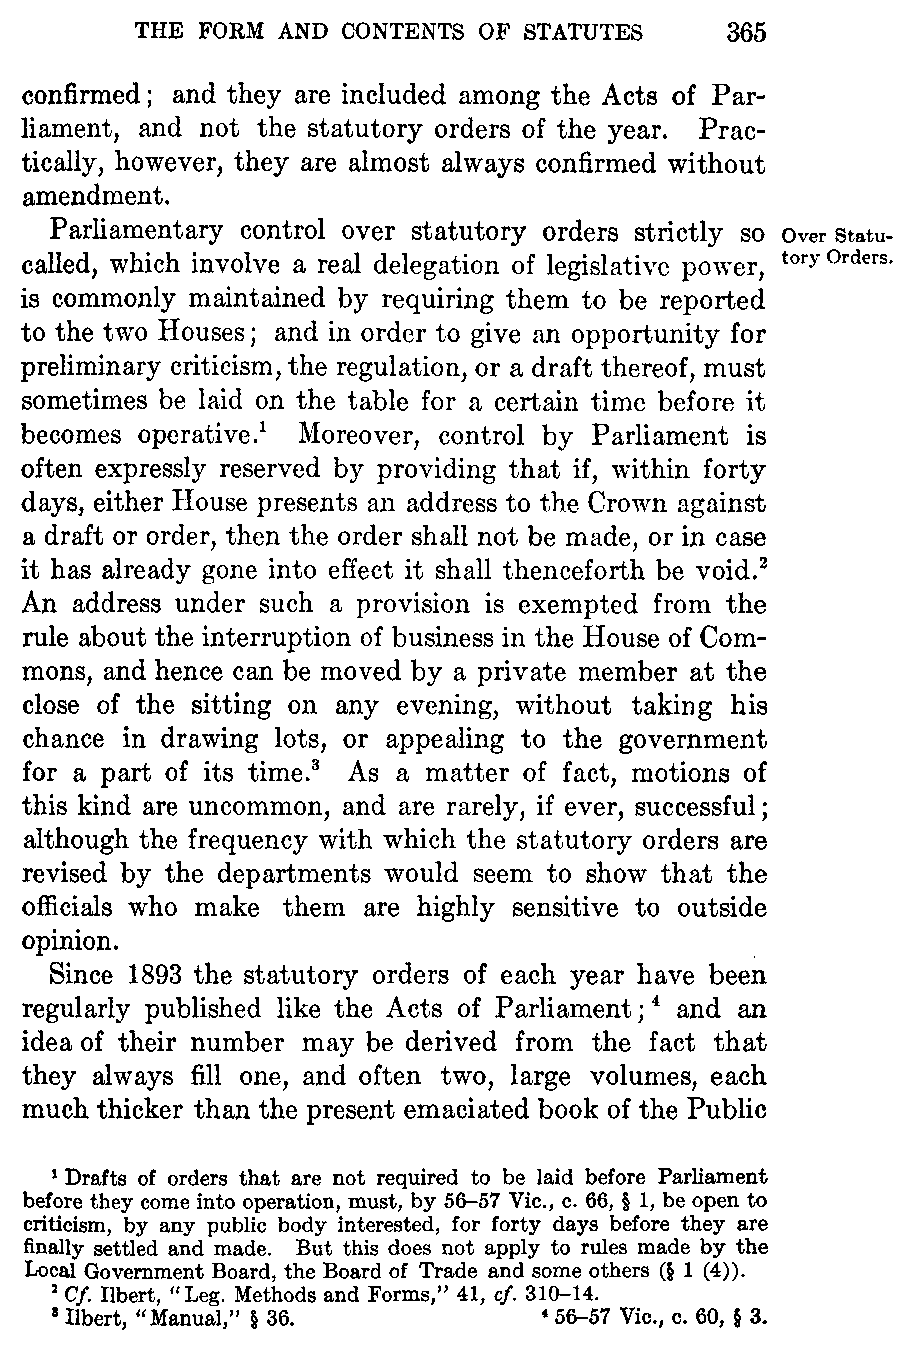 THE FORM AND CONTENTS OF STATUTES 365
confirmed; and they are included among the Acts of Par-
liament, and not the statutory orders of the year. Prac-
tically, however, they are almost always confirmed without
amendment.
Parliamentary control over statutory orders strictly so
called, which involve a real delegation of legislative power,
Over Statu-
tory Orders.
is commonly maintained by requiring them to be reported
to the two Houses; and in order to give an opportunity for
preliminary criticism, the regulation, or a draft thereof, must
sometimes be laid on the table for a certain time before it
becomes operative.¹ Moreover, control by Parliament is
often expressly reserved by providing that if, within forty
days, either House presents an address to the Crown against
a draft or order, then the order shall not be made, or in case
it has already gone into effect it shall thenceforth be void.²
An address under such a provision is exempted from the
rule about the interruption of business in the House of Com-
mons, and hence can be moved by a private member at the
close of the sitting on any evening, without taking his
chance in drawing lots, or appealing to the government
for a part of its time.³ As a matter of fact, motions of
this kind are uncommon, and are rarely, if ever, successful;
although the frequency with which the statutory orders are
revised by the departments would seem to show that the
officials who make them are highly sensitive to outside
opinion.
Since 1893 the statutory orders of each year have been
regularly published like the Acts of Parliament;⁴ and an
idea of their number may be derived from the fact that
they always fill one, and often two, large volumes, each
much thicker than the present emaciated book of the Public
¹ Drafts of orders that are not required to be laid before Parliament
before they come into operation, must, by 56–57 Vic., c. 66, § 1, be open to
criticism, by any public body interested, for forty days before they are
finally settled and made. But this does not apply to rules made by the
Local Government Board, the Board of Trade and some others (§ 1 (4)).
² Cf. Ilbert, "Leg. Methods and Forms," 41, cf. 310–14.
³ Ilbert, "Manual," § 36. ⁴ 56–57 Vic., c. 60, § 3.